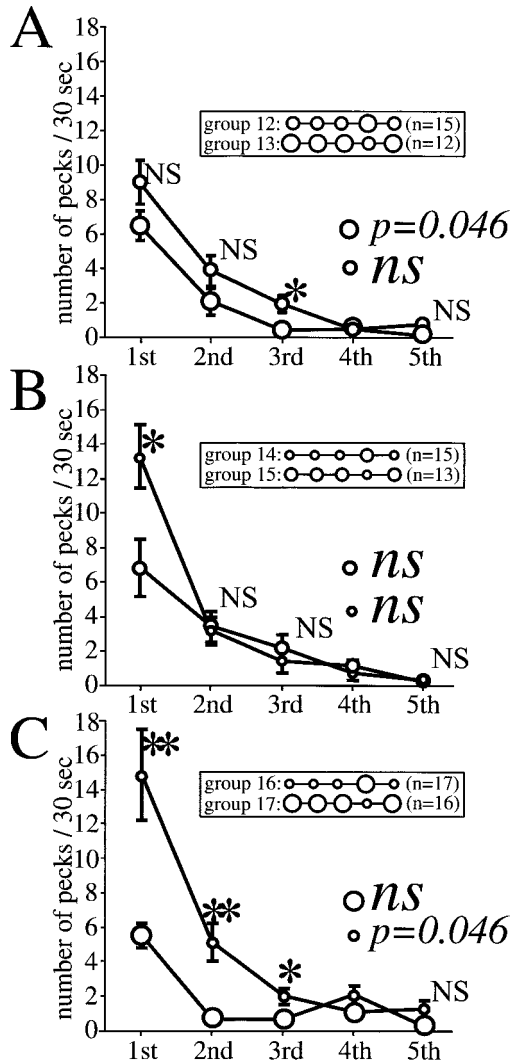 A
18
16
14
12
10
8
6
4
2
0
number of pecks / 30 sec
group 12: (n=15)
group 13: (n=12)
NS
NS
*
NS
p=0.046
ns
1st 2nd 3rd 4th 5th
B
18
16
14
12
10
8
6
4
2
0
number of pecks / 30 sec
group 14: (n=15)
group 15: (n=13)
*
NS
NS
NS
ns
ns
1st 2nd 3rd 4th 5th
C
18
16
14
12
10
8
6
4
2
0
number of pecks / 30 sec
group 16: (n=17)
group 17: (n=16)
**
**
*
NS
ns
p=0.046
1st 2nd 3rd 4th 5th